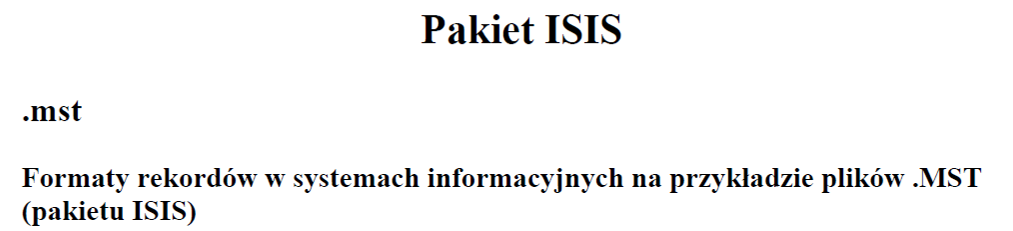 Pakiet ISIS
.mst
Formaty rekordów w systemach informacyjnych na przykładzie plików .MST
(pakietu ISIS)